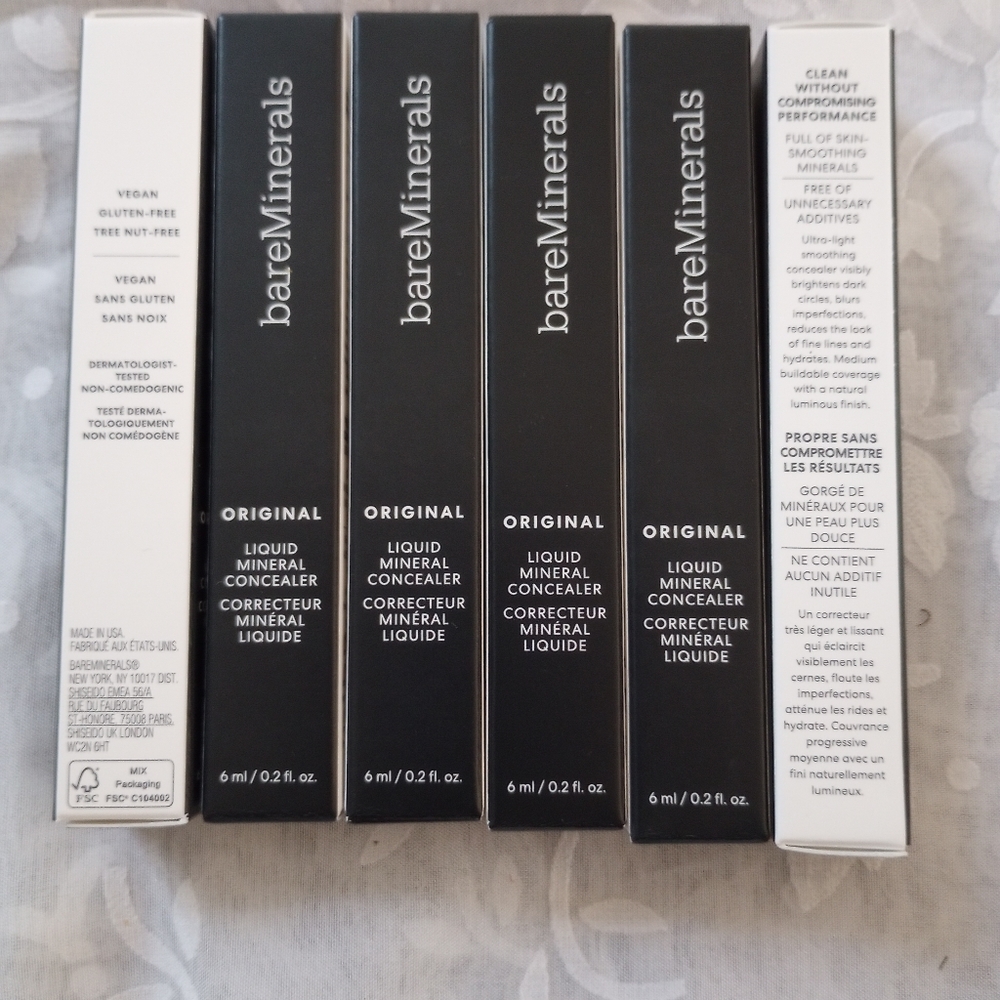 VEGAN
GLUTEN-FREE
TREE NUT-FREE
VEGAN
SANS GLUTEN
SANS NOIX
DERMATOLOGIST-
TESTED
NON-COMEDOGENIC
TESTÉ DERMA-
TOLOGIQUEMENT
NON COMÉDOGÈNE
MADE IN USA.
FABRIQUÉ AUX ÉTATS-UNIS.
BAREMINERALS®
NEW YORK, NY 10017 DIST.
SHISEIDO EMEA 56/A
RUE DU FAUBOURG
ST-HONORÉ, 75008 PARIS,
SHISEIDO UK LONDON
WC2N 6HT
MIX
Packaging
FSC FSC® C104002
bareMinerals
ORIGINAL
LIQUID
MINERAL
CONCEALER
CORRECTEUR
MINÉRAL
LIQUIDE
6 ml / 0.2 fl. oz.
bareMinerals
ORIGINAL
LIQUID
MINERAL
CONCEALER
CORRECTEUR
MINÉRAL
LIQUIDE
6 ml / 0.2 fl. oz.
bareMinerals
ORIGINAL
LIQUID
MINERAL
CONCEALER
CORRECTEUR
MINÉRAL
LIQUIDE
6 ml / 0.2 fl. oz.
bareMinerals
ORIGINAL
LIQUID
MINERAL
CONCEALER
CORRECTEUR
MINÉRAL
LIQUIDE
6 ml / 0.2 fl. oz.
CLEAN
WITHOUT
COMPROMISING
PERFORMANCE
FULL OF SKIN-
SMOOTHING
MINERALS
FREE OF
UNNECESSARY
ADDITIVES
Ultra-light
smoothing
concealer visibly
brightens dark
circles, blurs
imperfections,
reduces the look
of fine lines and
hydrates. Medium
buildable coverage
with a natural
luminous finish.
PROPRE SANS
COMPROMETTRE
LES RÉSULTATS
GORGÉ DE
MINÉRAUX POUR
UNE PEAU PLUS
DOUCE
NE CONTIENT
AUCUN ADDITIF
INUTILE
Un correcteur
très léger et lissant
qui éclaircit
visiblement les
cernes, floute les
imperfections,
atténue les rides et
hydrate. Couvrance
progressive
moyenne avec un
fini naturellement
lumineux.